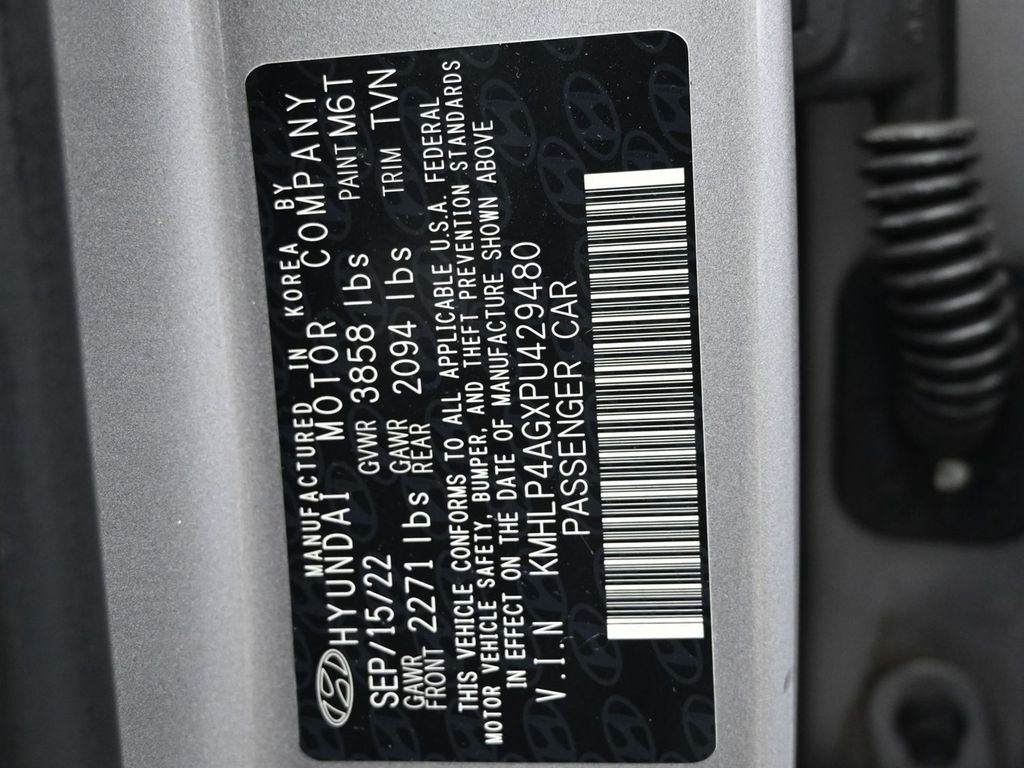 MANUFACTURED IN KOREA BY
HYUNDAI MOTOR COMPANY
SEP/15/22 GVWR 3858 lbs PAINT M6T
GAWR FRONT 2271 lbs GAWR REAR 2094 lbs TRIM TVN
THIS VEHICLE CONFORMS TO ALL APPLICABLE U.S.A. FEDERAL
MOTOR VEHICLE SAFETY, BUMPER, AND THEFT PREVENTION STANDARDS
IN EFFECT ON THE DATE OF MANUFACTURE SHOWN ABOVE
V.I.N KMHLP4AGXPU429480
PASSENGER CAR